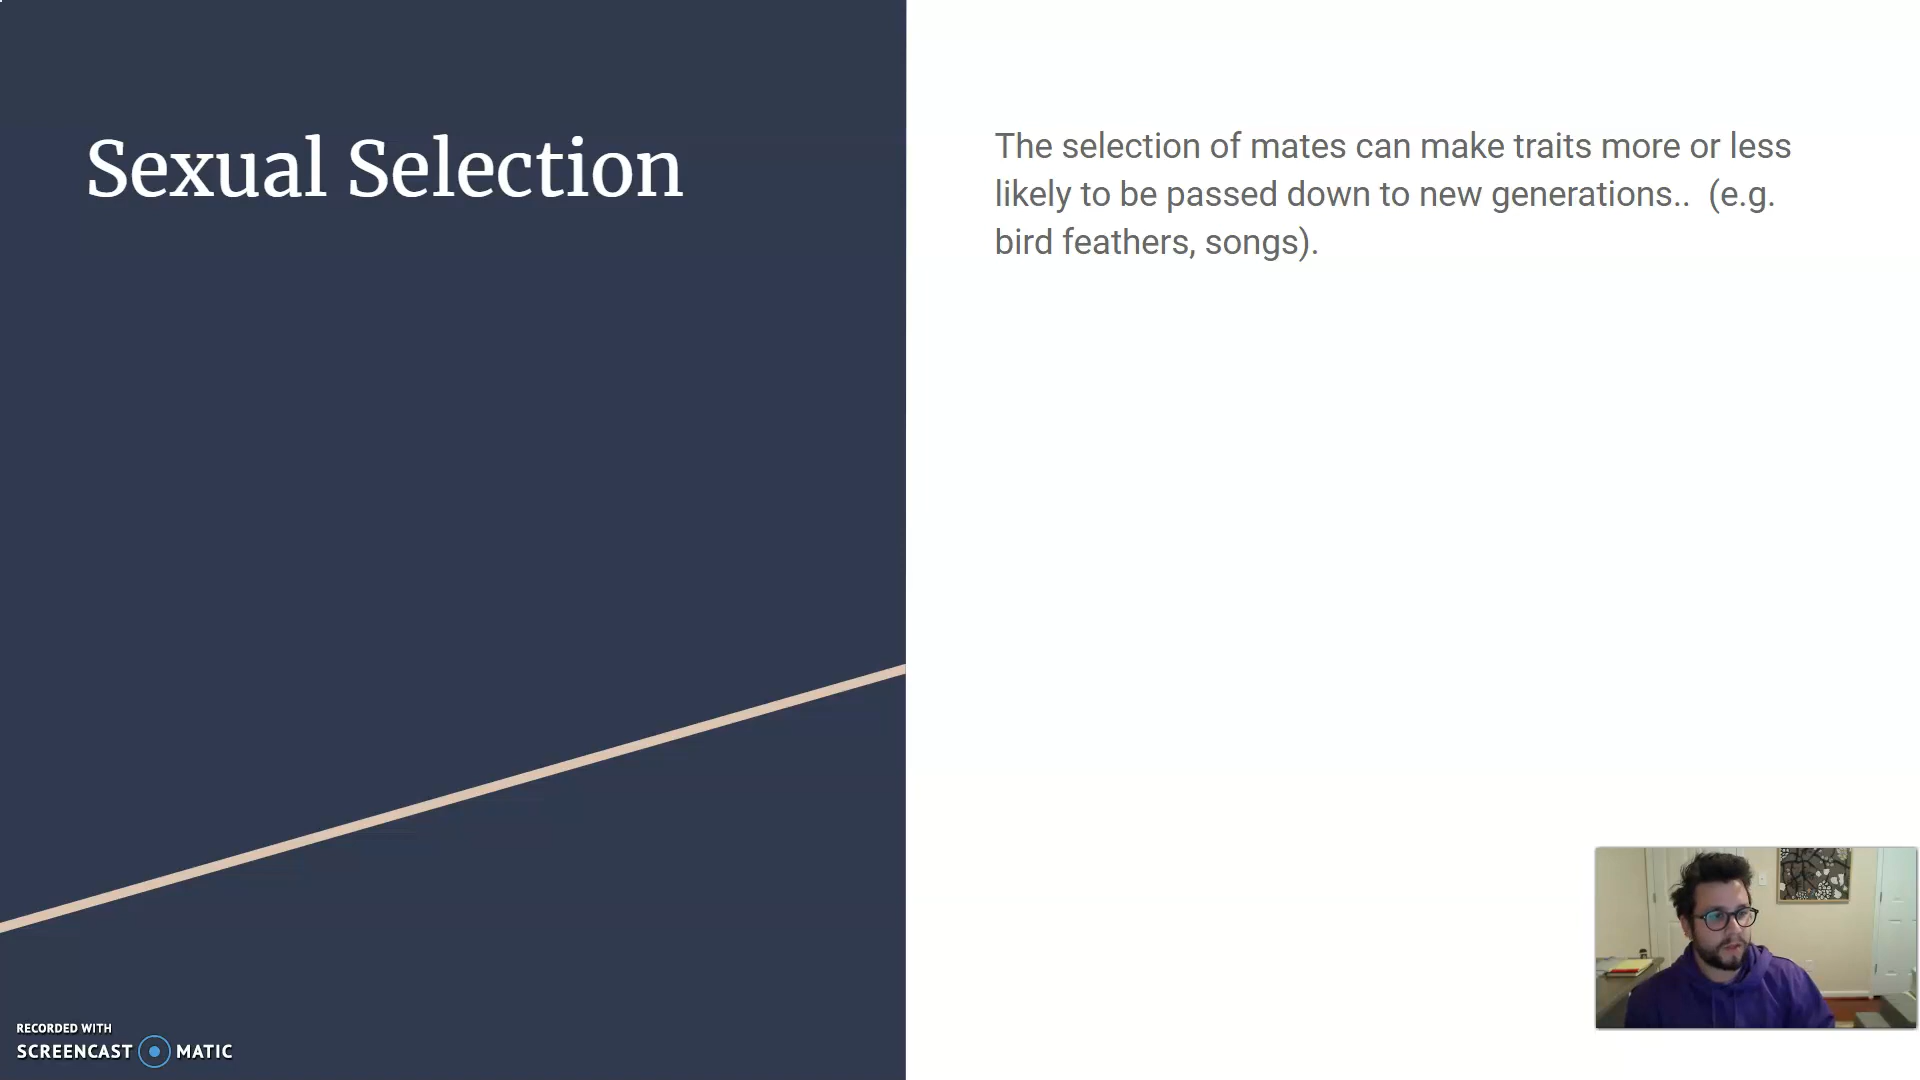 Sexual Selection
The selection of mates can make traits more or less
likely to be passed down to new generations..  (e.g.
bird feathers, songs).
RECORDED WITH
SCREENCAST MATIC